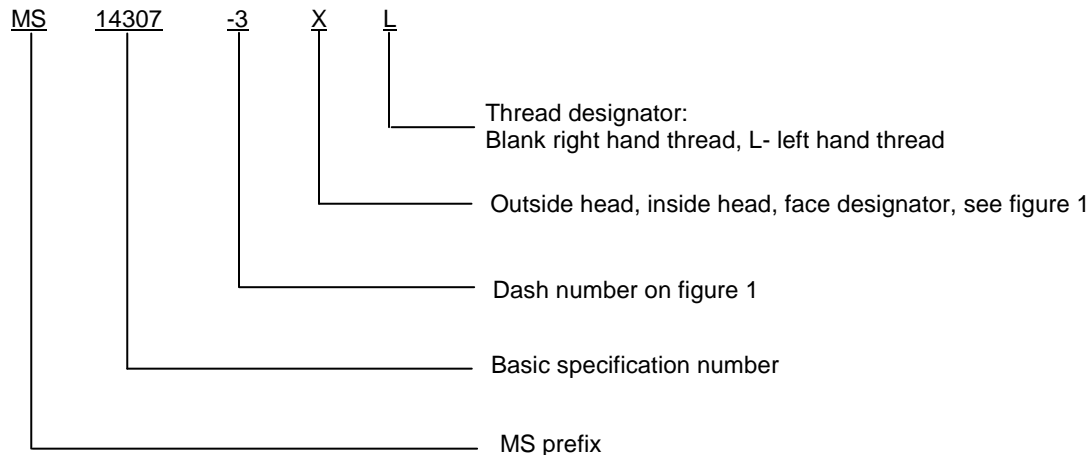 MS 14307 -3 X L
Thread designator:
Blank right hand thread, L- left hand thread
Outside head, inside head, face designator, see figure 1
Dash number on figure 1
Basic specification number
MS prefix